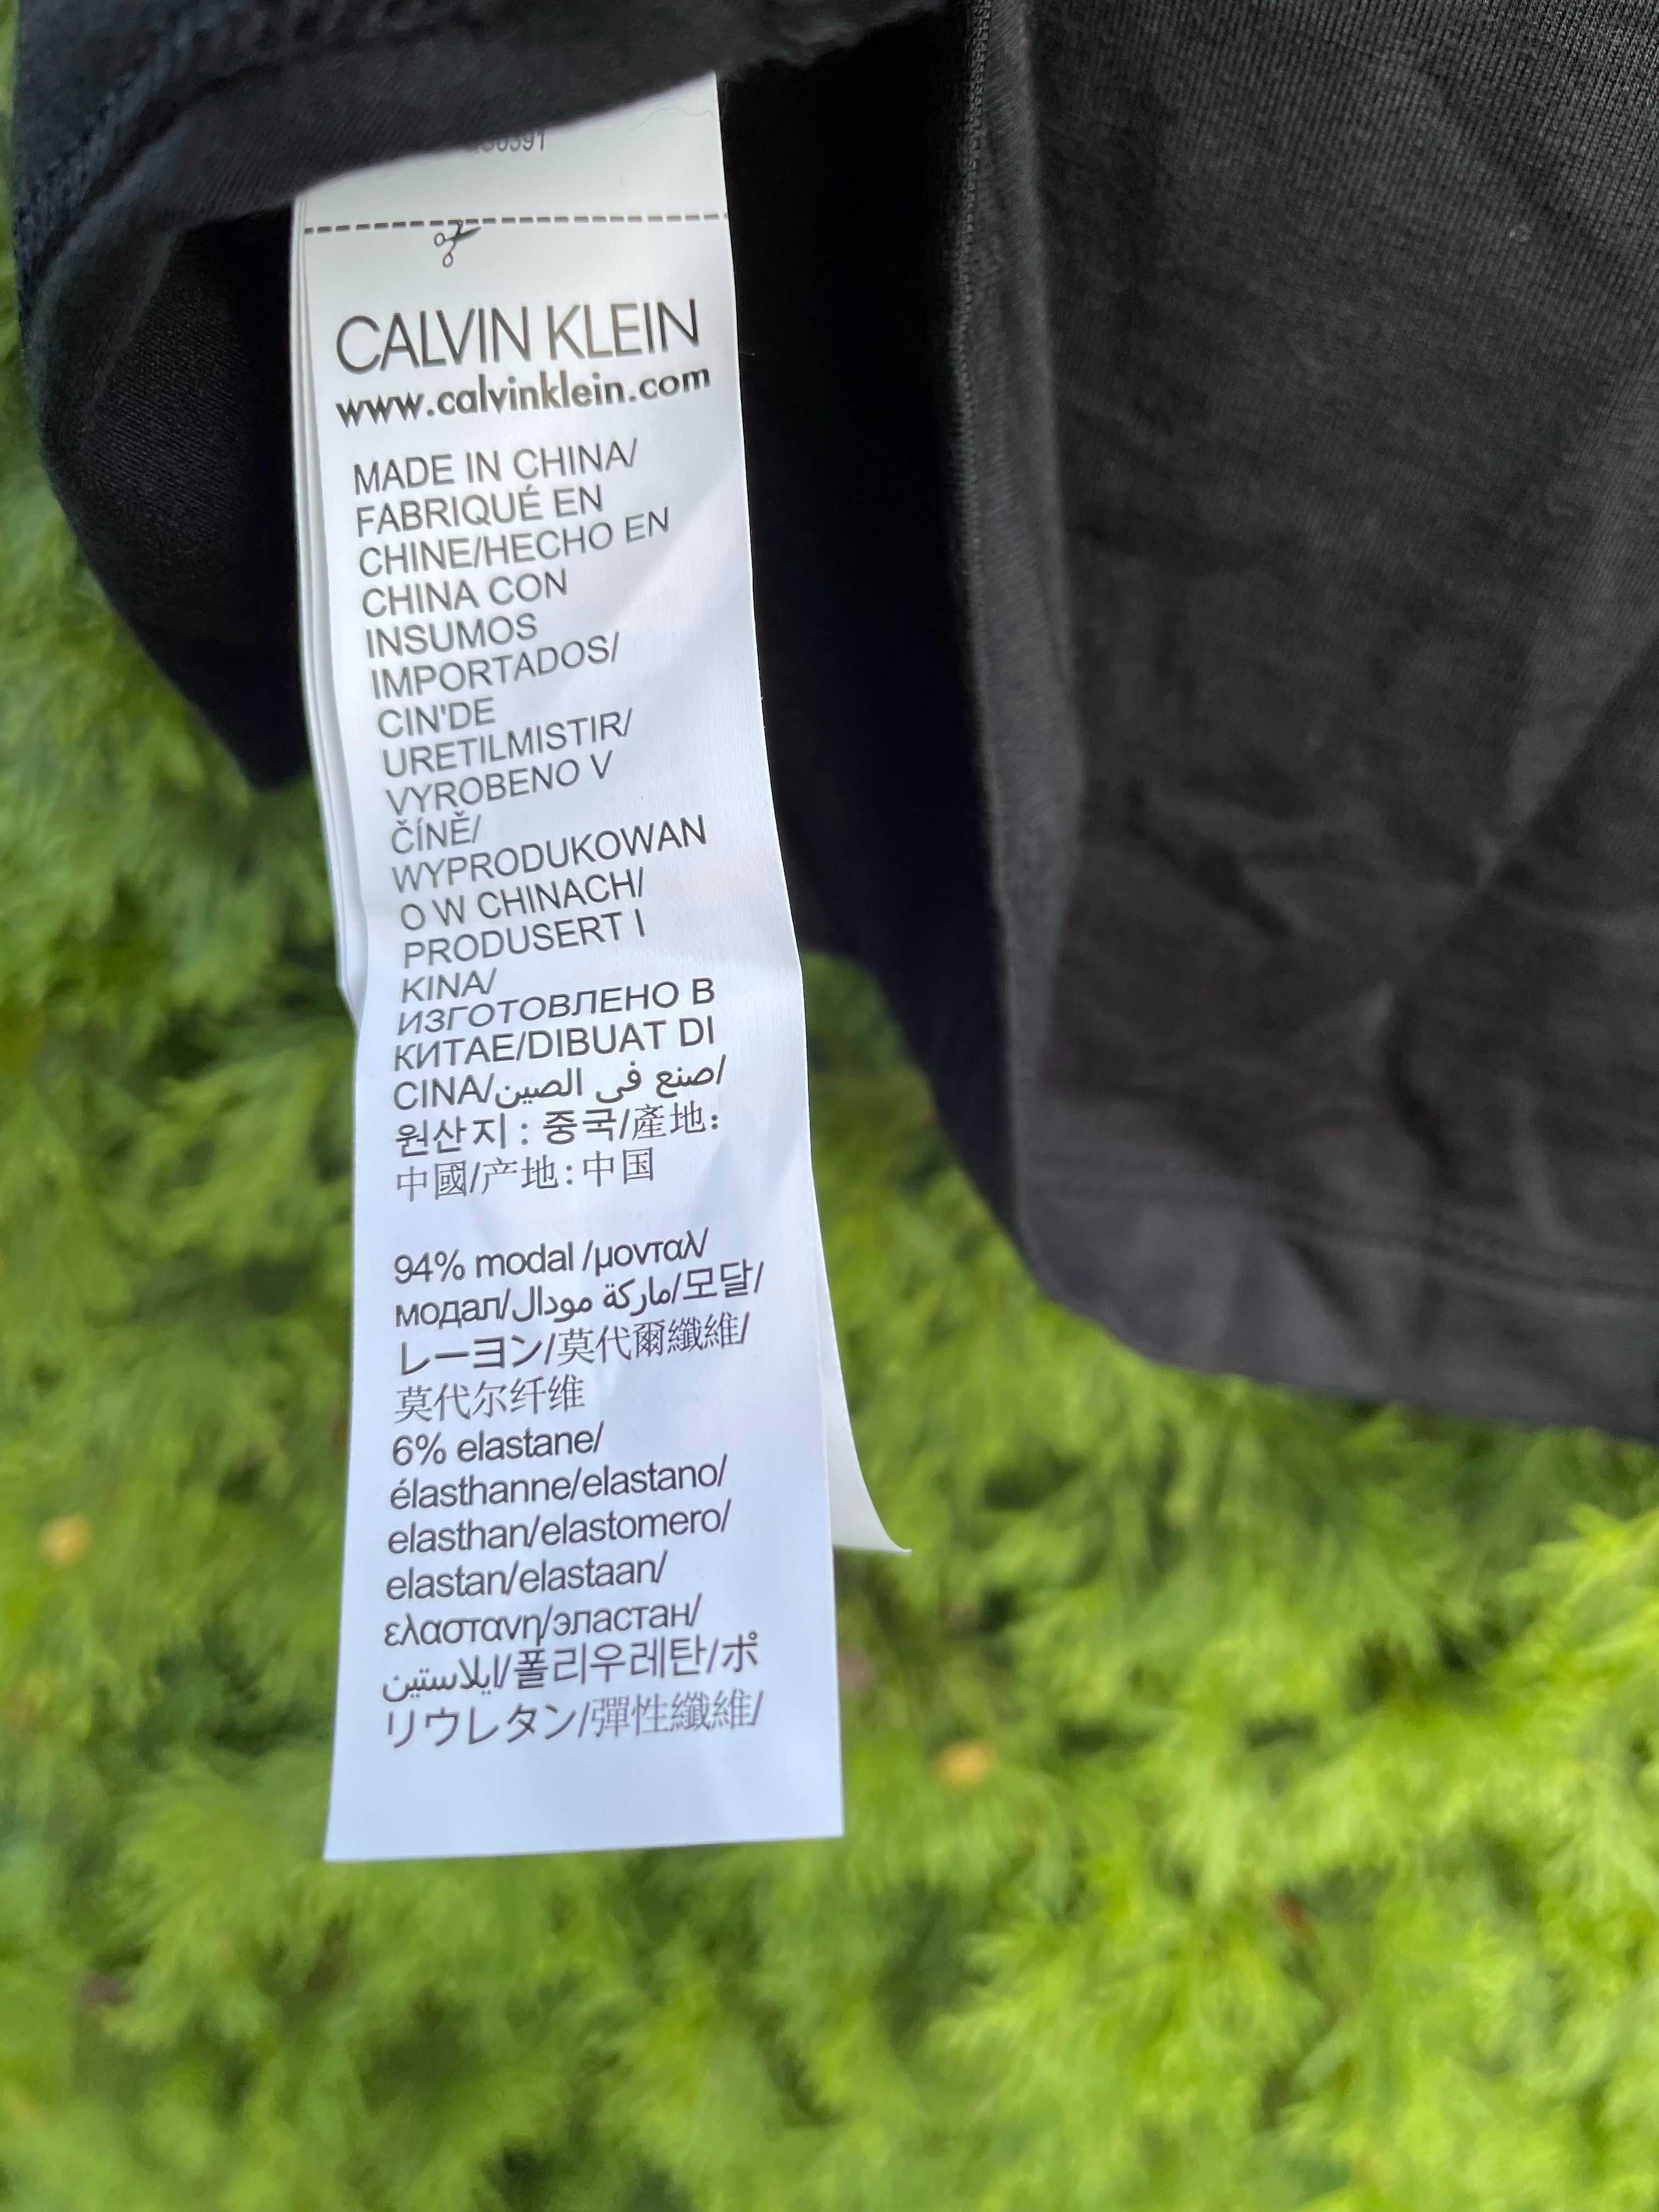 CALVIN KLEIN
www.calvinklein.com
MADE IN CHINA/
FABRIQUÉ EN
CHINE/HECHO EN
CHINA CON
INSUMOS
IMPORTADOS/
CIN'DE
URETILMISTIR/
VYROBENO V
ČÍNĚ/
WYPRODUKOWAN
O W CHINACH/
PRODUSERT I
KINA/
ИЗГОТОВЛЕНО В
КИТАЕ/DIBUAT DI
CINA/صنع في الصين/
원산지 : 중국/產地:
中國/产地:中国
94% modal /μονταλ/
модал/ماركة مودال/모달/
レーヨン/莫代爾纖維/
莫代尔纤维
6% elastane/
élasthanne/elastano/
elasthan/elastomero/
elastan/elastaan/
ελαστανη/эластан/
ايلاستين/폴리우레탄/ポ
リウレタン/彈性纖維/